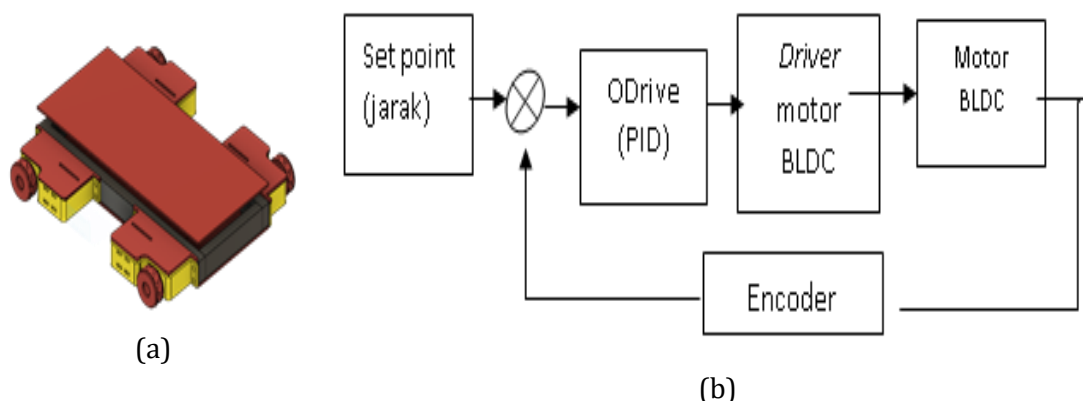 Set point
(jarak)
ODrive
(PID)
Driver
motor
BLDC
Motor
BLDC
Encoder
(a)
(b)